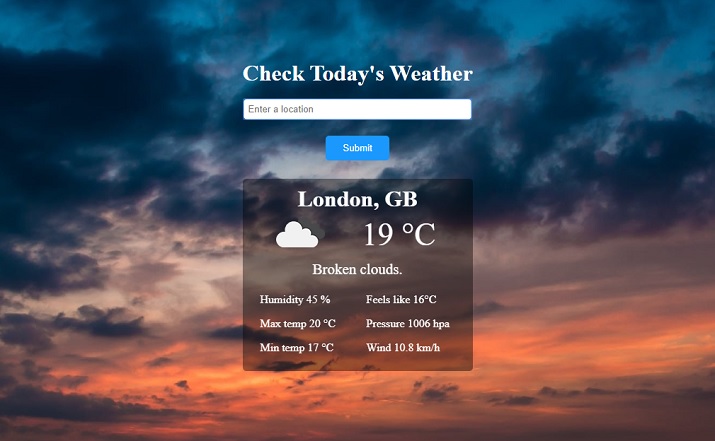 Check Today's Weather
Enter a location
Submit
London, GB
19 °C
Broken clouds.
Humidity 45 % Feels like 16°C
Max temp 20 °C Pressure 1006 hpa
Min temp 17 °C Wind 10.8 km/h